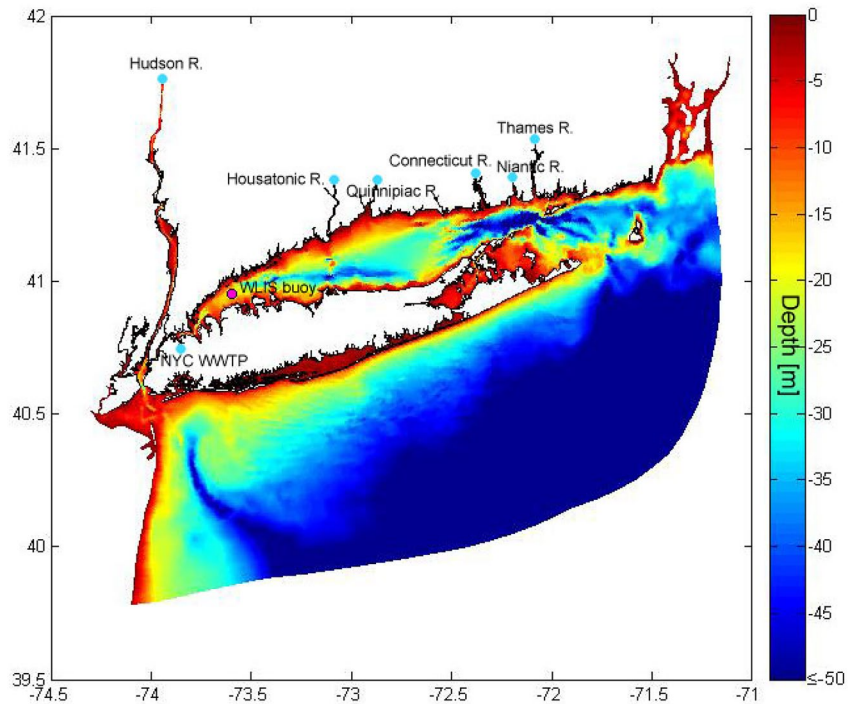 42
41.5
41
40.5
40
39.5
-74.5
-74
-73.5
-73
-72.5
-72
-71.5
-71
Hudson R.
Thames R.
Connecticut R.
Niantic R.
Housatonic R.
Quinnipiac R.
WLIS buoy
NYC WWTP
0
-5
-10
-15
-20
-25
-30
-35
-40
-45
≤-50
Depth [m]